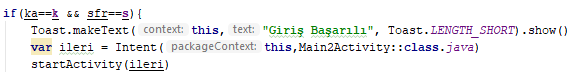 if(ka==k && sfr==s){
Toast.makeText( context: this, text: "Giriş Başarılı", Toast.LENGTH_SHORT).show()
var ileri = Intent( packageContext: this,Main2Activity::class.java)
startActivity(ileri)